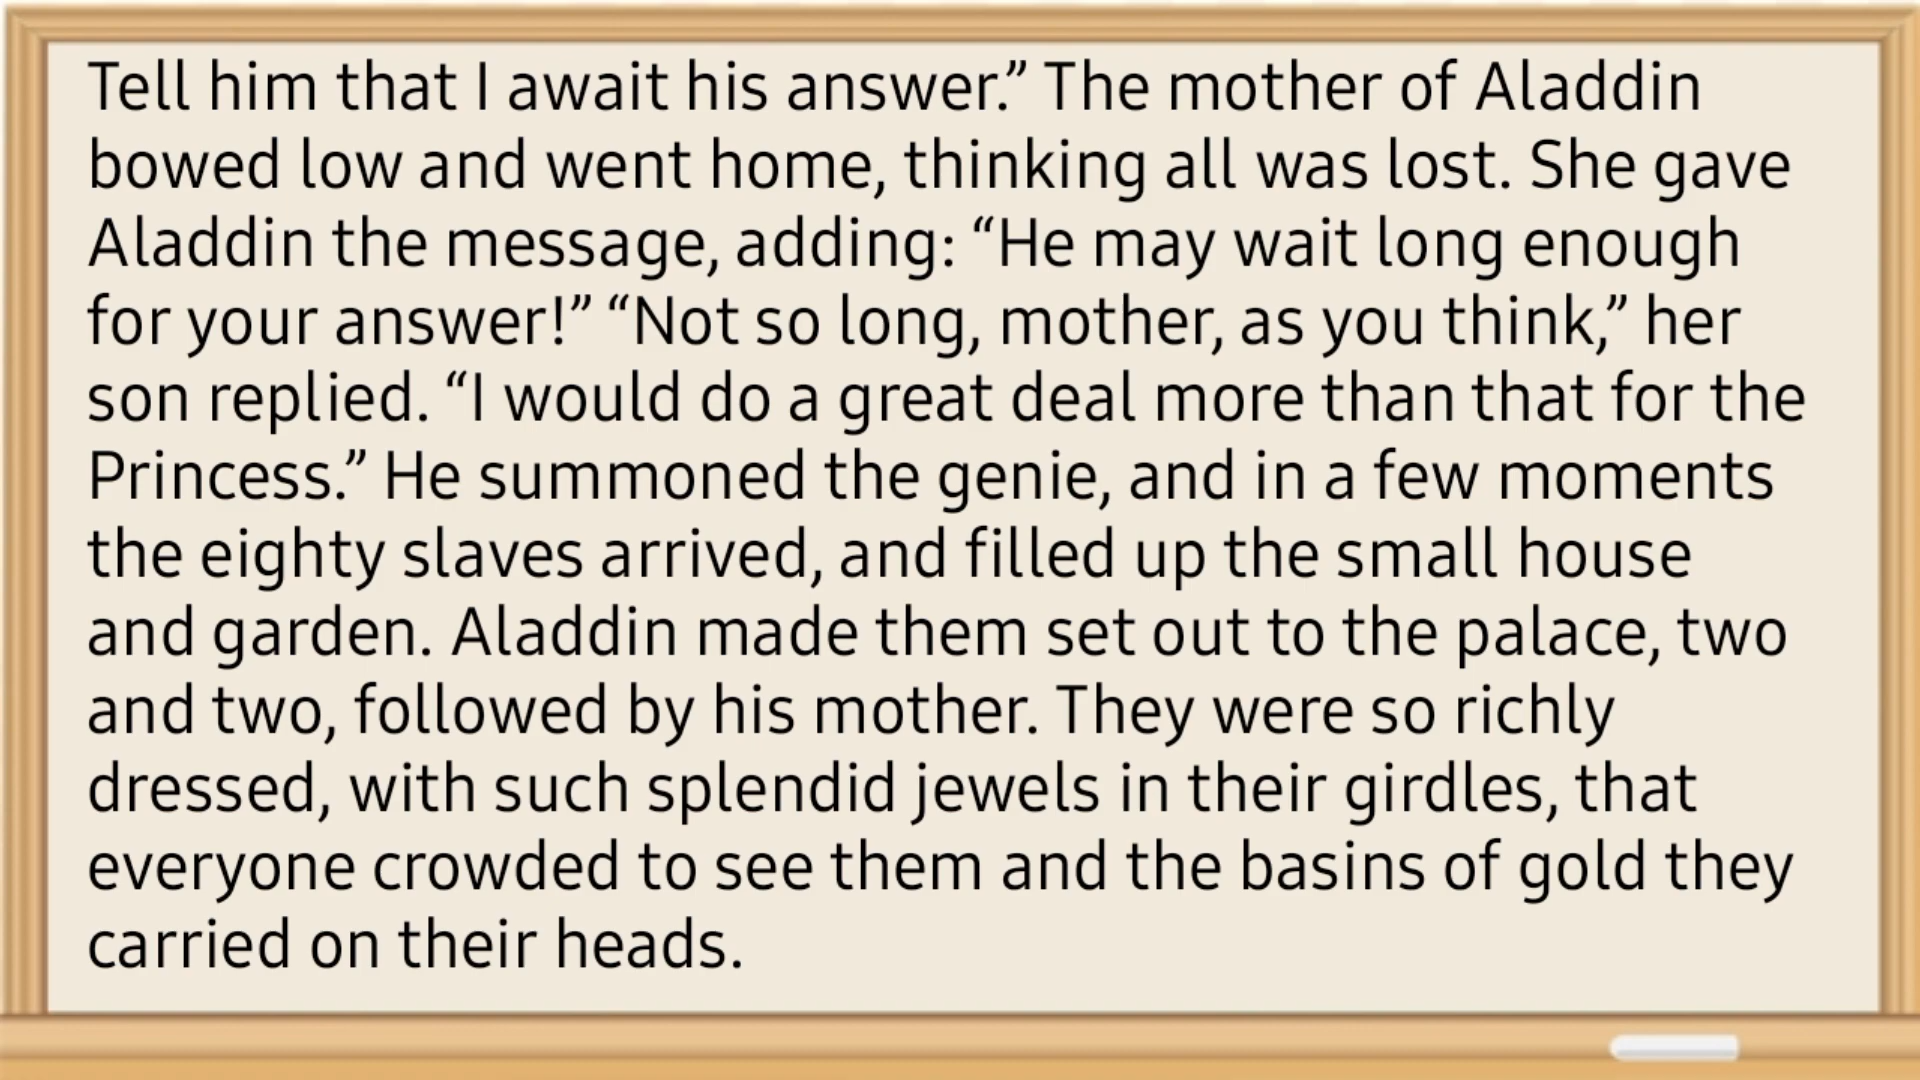 Tell him that I await his answer.” The mother of Aladdin
bowed low and went home, thinking all was lost. She gave
Aladdin the message, adding: “He may wait long enough
for your answer!” “Not so long, mother, as you think,” her
son replied. “I would do a great deal more than that for the
Princess.” He summoned the genie, and in a few moments
the eighty slaves arrived, and filled up the small house
and garden. Aladdin made them set out to the palace, two
and two, followed by his mother. They were so richly
dressed, with such splendid jewels in their girdles, that
everyone crowded to see them and the basins of gold they
carried on their heads.